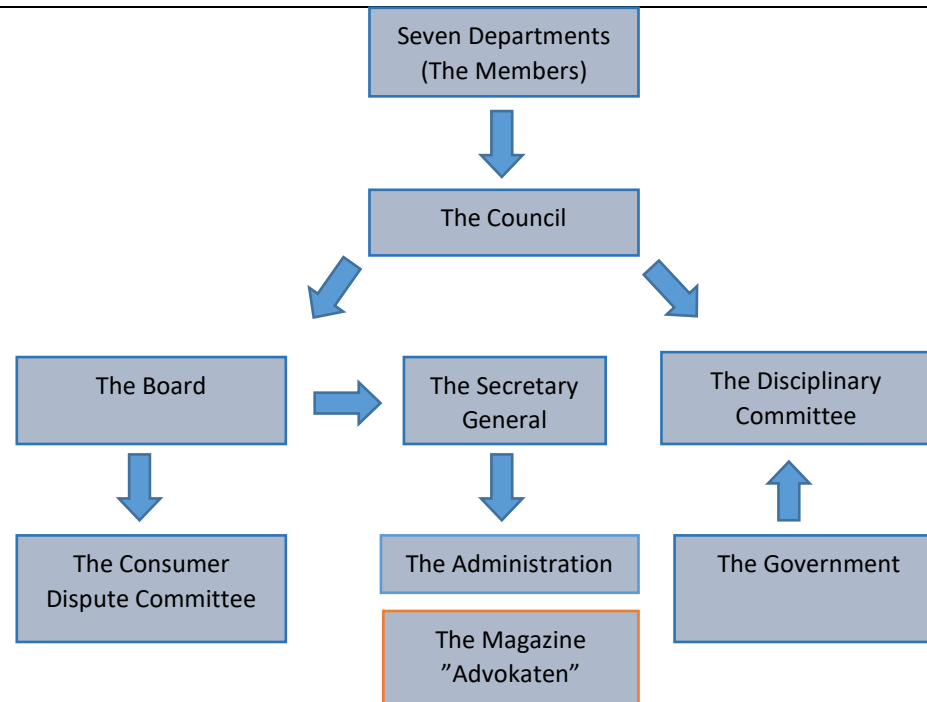 Seven Departments
(The Members)
The Council
The Board
The Secretary
General
The Disciplinary
Committee
The Consumer
Dispute Committee
The Administration
The Government
The Magazine
”Advokaten”